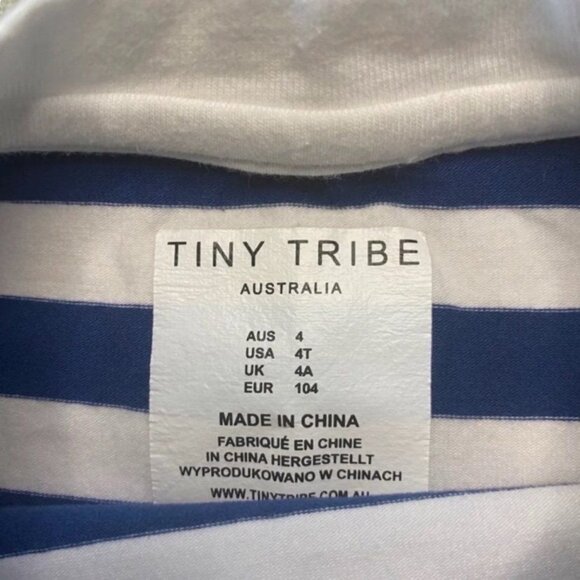 TINY TRIBE
AUSTRALIA
AUS 4
USA 4T
UK 4A
EUR 104
MADE IN CHINA
FABRIQUÉ EN CHINE
IN CHINA HERGESTELLT
WYPRODUKOWANO W CHINACH
WWW.TINYTRIBE.COM.AU